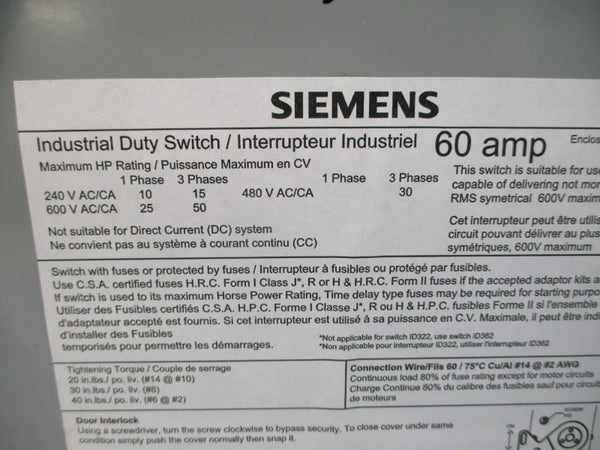 SIEMENS
Industrial Duty Switch / Interrupteur Industriel 60 amp Enclos
Maximum HP Rating / Puissance Maximum en CV
1 Phase 3 Phases 1 Phase 3 Phases
240 V AC/CA 10 15 480 V AC/CA 30
600 V AC/CA 25 50
Not suitable for Direct Current (DC) system
Ne convient pas au système à courant continu (CC)
This switch is suitable for use
capable of delivering not mor
RMS symetrical 600V maxim
Cet interrupteur peut être utilis
circuit pouvant délivrer au plus
symétriques, 600V maximum
Switch with fuses or protected by fuses / Interrupteur à fusibles ou protégé par fusibles.
Use C.S.A. certified fuses H.R.C. Form I Class J*, R or H & H.R.C. Form II fuses if the accepted adaptor kits a
If switch is used to its maximum Horse Power Rating, Time delay type fuses may be required for starting purpo
Utiliser des Fusibles certifiés C.S.A. H.P.C. Forme I Classe J*, R ou H & H.P.C. fusibles Forme II si l'ensemble
d'adaptateur accepté est fournis. Si cet interrupteur est utilisé à sa puissance en C.V. Maximale, il peut être indi
d'installer des Fusibles
temporisés pour permettre les démarrages.
*Not applicable for switch ID322, use switch ID362
*Non applicable pour interrupteur ID322, utiliser l'interrupteur ID362
Tightening Torque / Couple de serrage
20 in.lbs./ po. liv. (#14 @ #10)
30 in.lbs./ po. liv. (#8)
40 in.lbs./ po. liv. (#6 @ #2)
Connection Wire/Fils 60 / 75°C Cu/Al #14 @ #2 AWG
Continuous load 80% of fuse rating except for motor circuits
Charge Continue 80% du calibre des fusibles sauf pour circuit
de moteurs
Door Interlock
Using a screwdriver, turn the screw clockwise to bypass security. To close cover under same
condition simply push the cover normally then snap it.
SCREW
VIS
ON